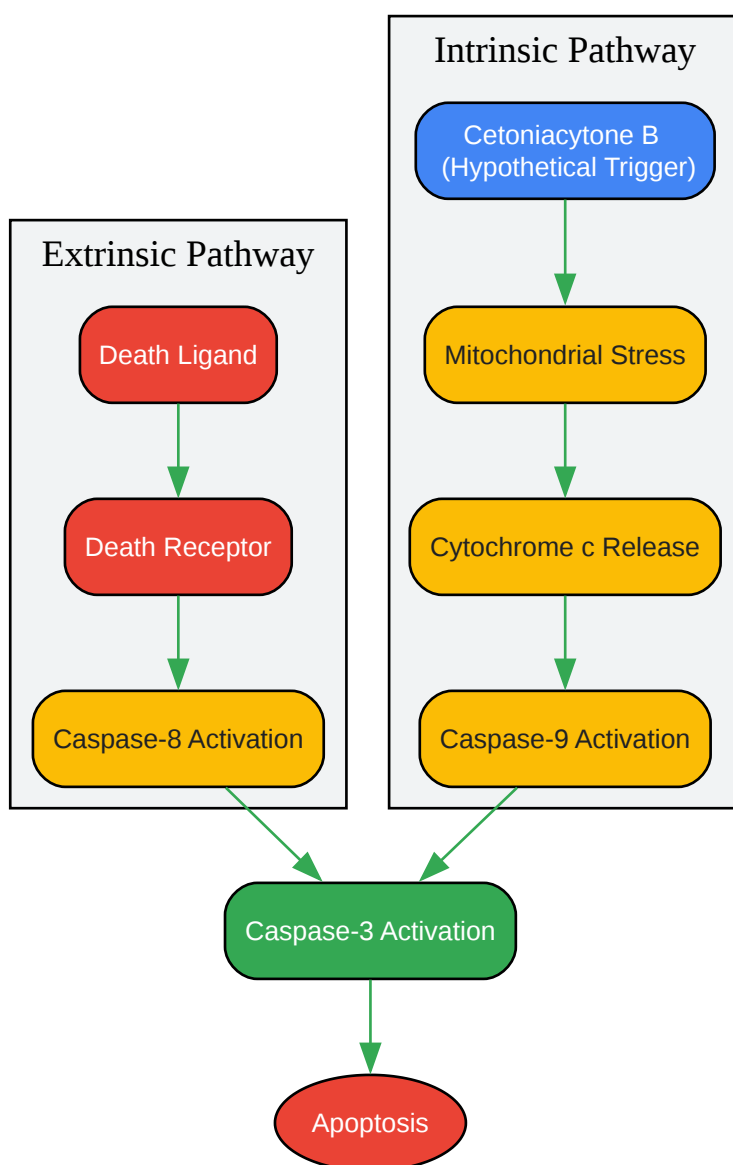 Intrinsic Pathway
Cetoniacytone B
(Hypothetical Trigger)
Mitochondrial Stress
Cytochrome c Release
Caspase-9 Activation
Extrinsic Pathway
Death Ligand
Death Receptor
Caspase-8 Activation
Caspase-3 Activation
Apoptosis